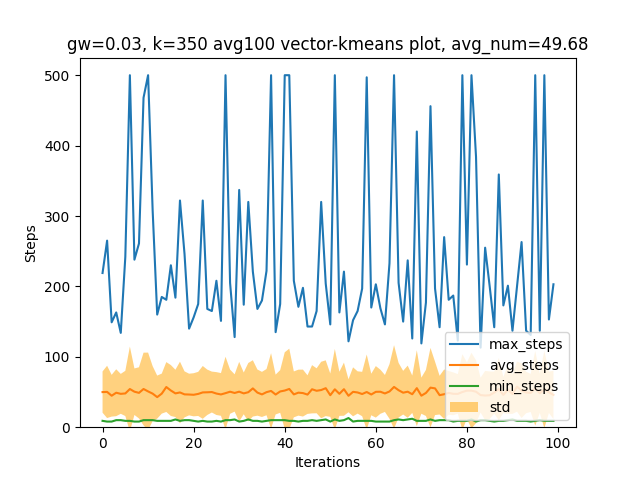 gw=0.03, k=350 avg100 vector-kmeans plot, avg_num=49.68
500
400
300
200
100
0
Steps
max_steps
avg_steps
min_steps
std
0 20 40 60 80 100
Iterations